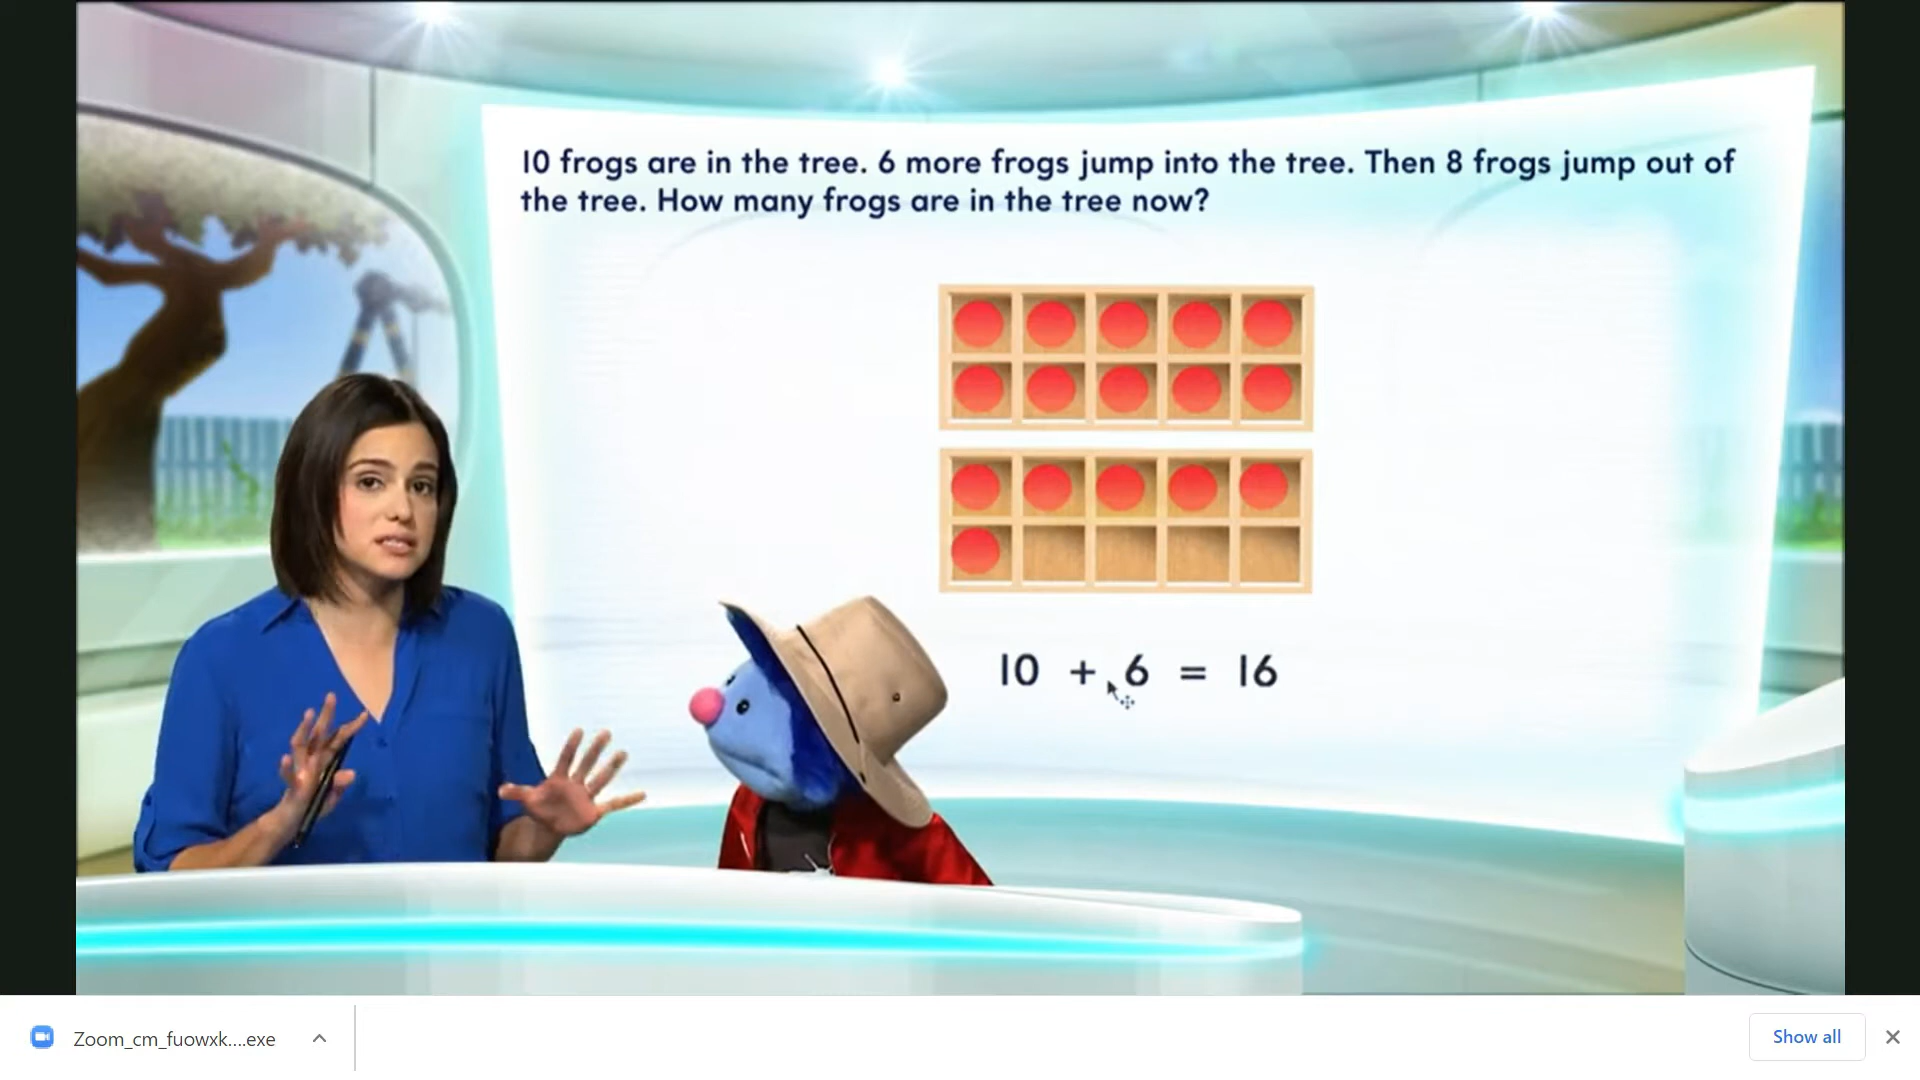 10 frogs are in the tree. 6 more frogs jump into the tree. Then 8 frogs jump out of
the tree. How many frogs are in the tree now?
10 + 6 = 16
Zoom_cm_fuowxk....exe
Show all